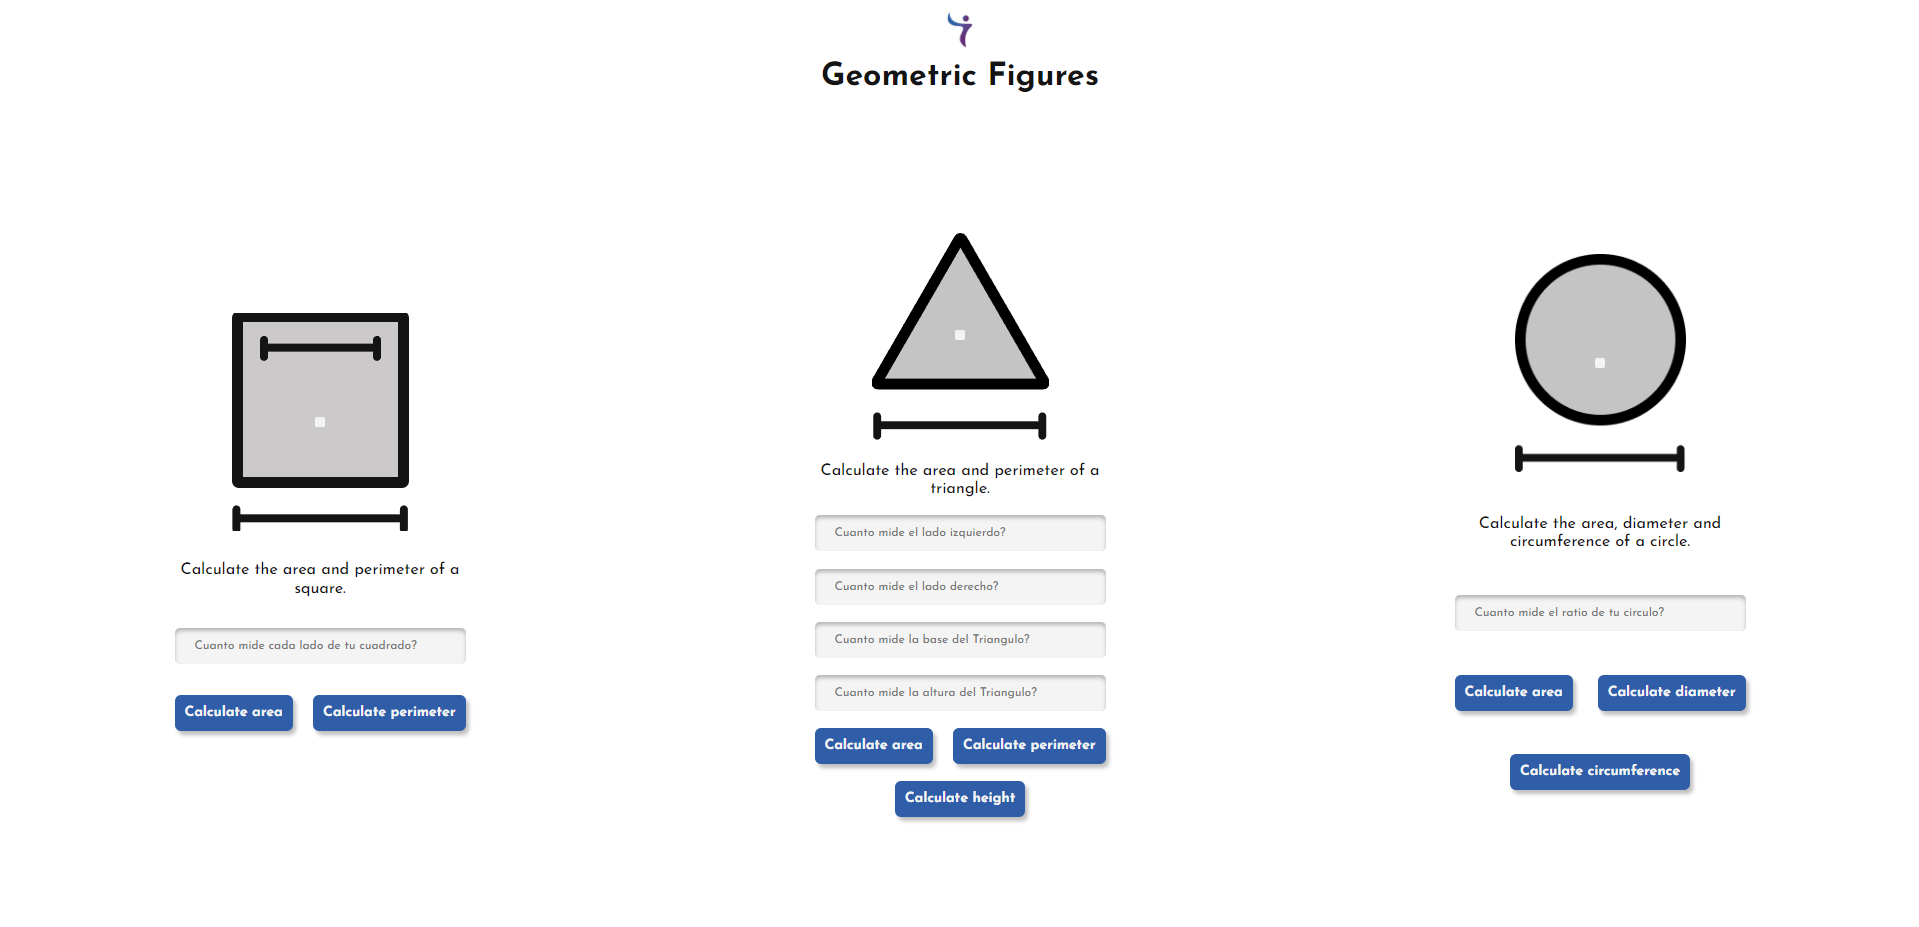 Geometric Figures
Calculate the area and perimeter of a
square.
Cuanto mide cada lado de tu cuadrado?
Calculate area
Calculate perimeter
Calculate the area and perimeter of a
triangle.
Cuanto mide el lado izquierdo?
Cuanto mide el lado derecho?
Cuanto mide la base del Triangulo?
Cuanto mide la altura del Triangulo?
Calculate area
Calculate perimeter
Calculate height
Calculate the area, diameter and
circumference of a circle.
Cuanto mide el ratio de tu circulo?
Calculate area
Calculate diameter
Calculate circumference